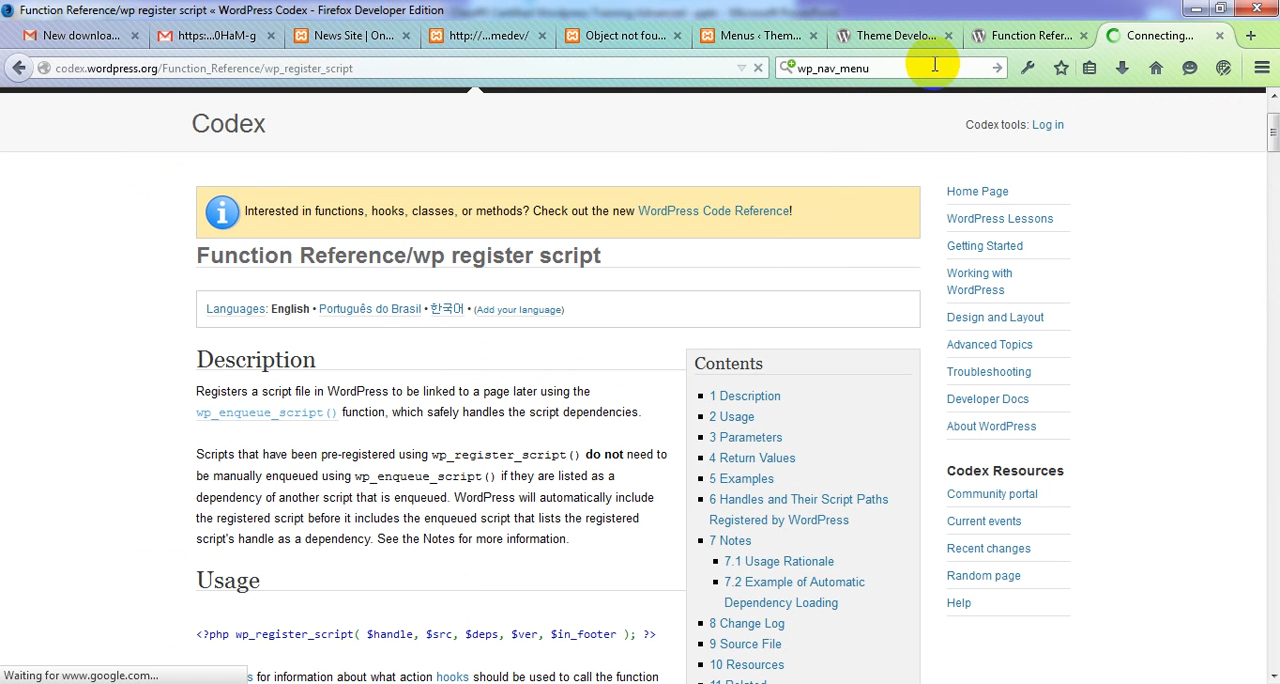 Function Reference/wp register script « WordPress Codex - Firefox Developer Edition
New downloa...
https:...0HaM-g
News Site | On...
http://...medev/
Object not fou...
Menus ‹ Them...
Theme Develo...
Function Refer...
Connecting...
codex.wordpress.org/Function_Reference/wp_register_script
wp_nav_menu
Codex
Codex tools: Log in
Interested in functions, hooks, classes, or methods? Check out the new WordPress Code Reference!
Function Reference/wp register script
Languages: English • Português do Brasil • 한국어 • (Add your language)
Description
Registers a script file in WordPress to be linked to a page later using the
wp_enqueue_script() function, which safely handles the script dependencies.
Scripts that have been pre-registered using wp_register_script() do not need to
be manually enqueued using wp_enqueue_script() if they are listed as a
dependency of another script that is enqueued. WordPress will automatically include
the registered script before it includes the enqueued script that lists the registered
script's handle as a dependency. See the Notes for more information.
Usage
<?php wp_register_script( $handle, $src, $deps, $ver, $in_footer ); ?>
for information about what action hooks should be used to call the function
Contents
1 Description
2 Usage
3 Parameters
4 Return Values
5 Examples
6 Handles and Their Script Paths
Registered by WordPress
7 Notes
7.1 Usage Rationale
7.2 Example of Automatic
Dependency Loading
8 Change Log
9 Source File
10 Resources
11 Related
Home Page
WordPress Lessons
Getting Started
Working with
WordPress
Design and Layout
Advanced Topics
Troubleshooting
Developer Docs
About WordPress
Codex Resources
Community portal
Current events
Recent changes
Random page
Help
Waiting for www.google.com...